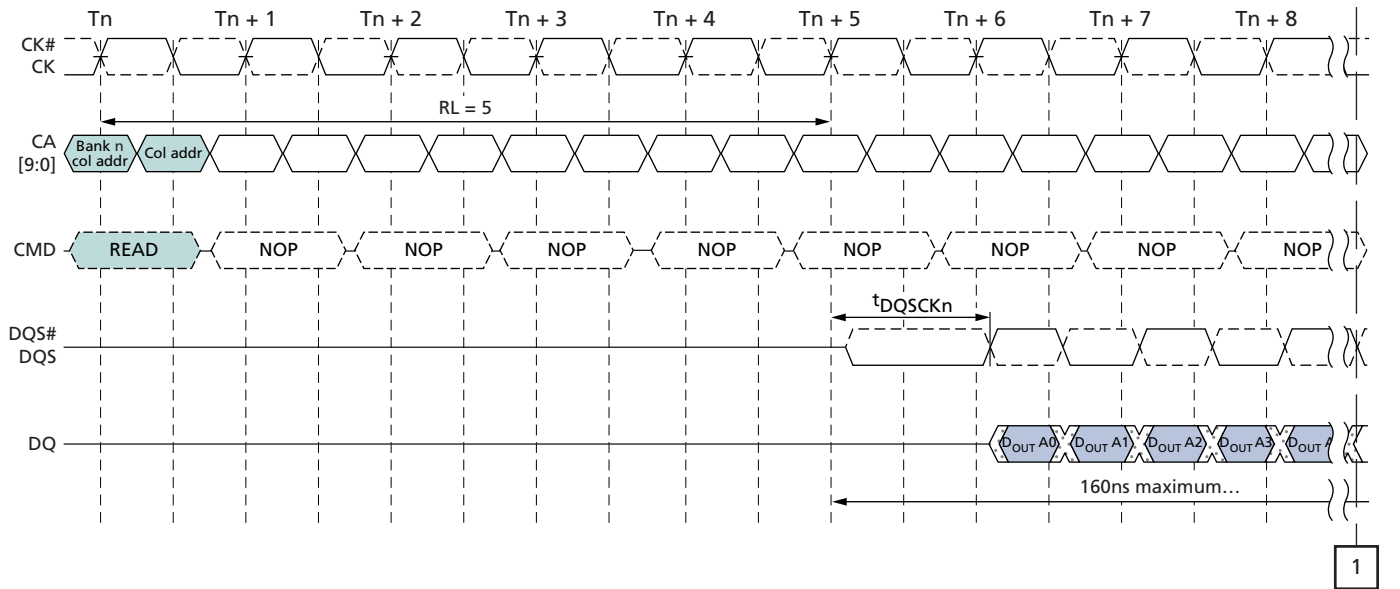 Tn Tn + 1 Tn + 2 Tn + 3 Tn + 4 Tn + 5 Tn + 6 Tn + 7 Tn + 8
CK#
CK
RL = 5
CA
[9:0]
Bank n
col addr
Col addr
CMD READ NOP NOP NOP NOP NOP NOP NOP NOP
tDQSCKn
DQS#
DQS
DQ DOUT A0 DOUT A1 DOUT A2 DOUT A3 DOUT A
160ns maximum…
1